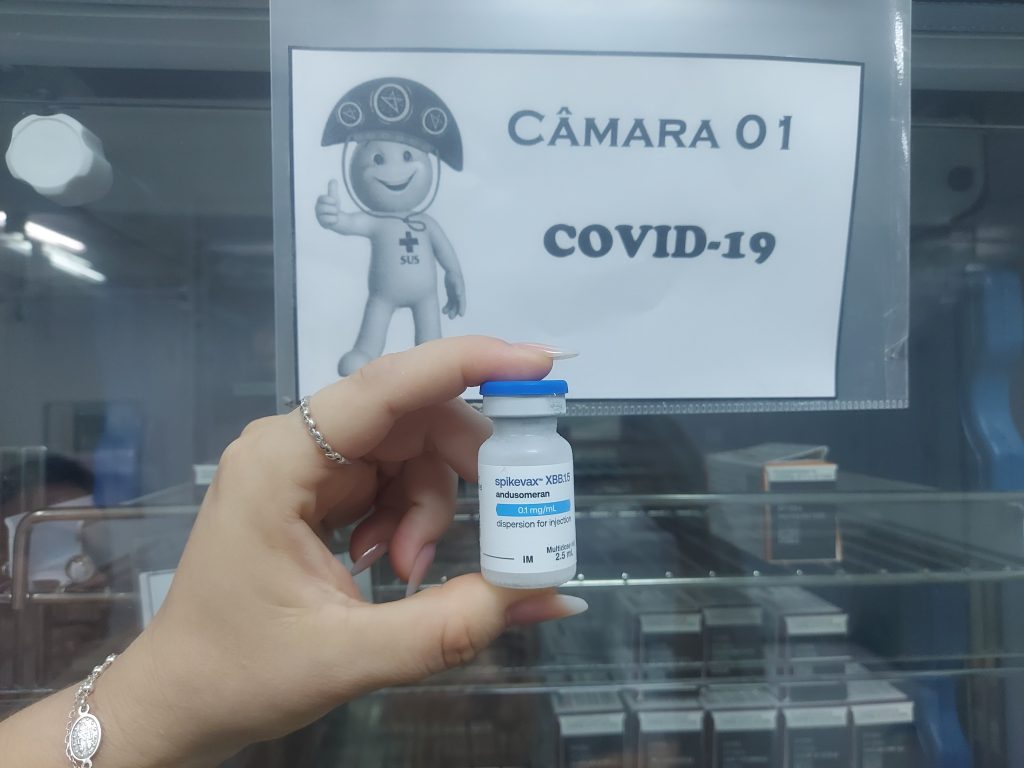 CÂMARA 01
COVID-19
SUS
spikevax™ XBB.1.5
andusomeran
0.1 mg/mL
dispersion for injection
IM
2.5 mL